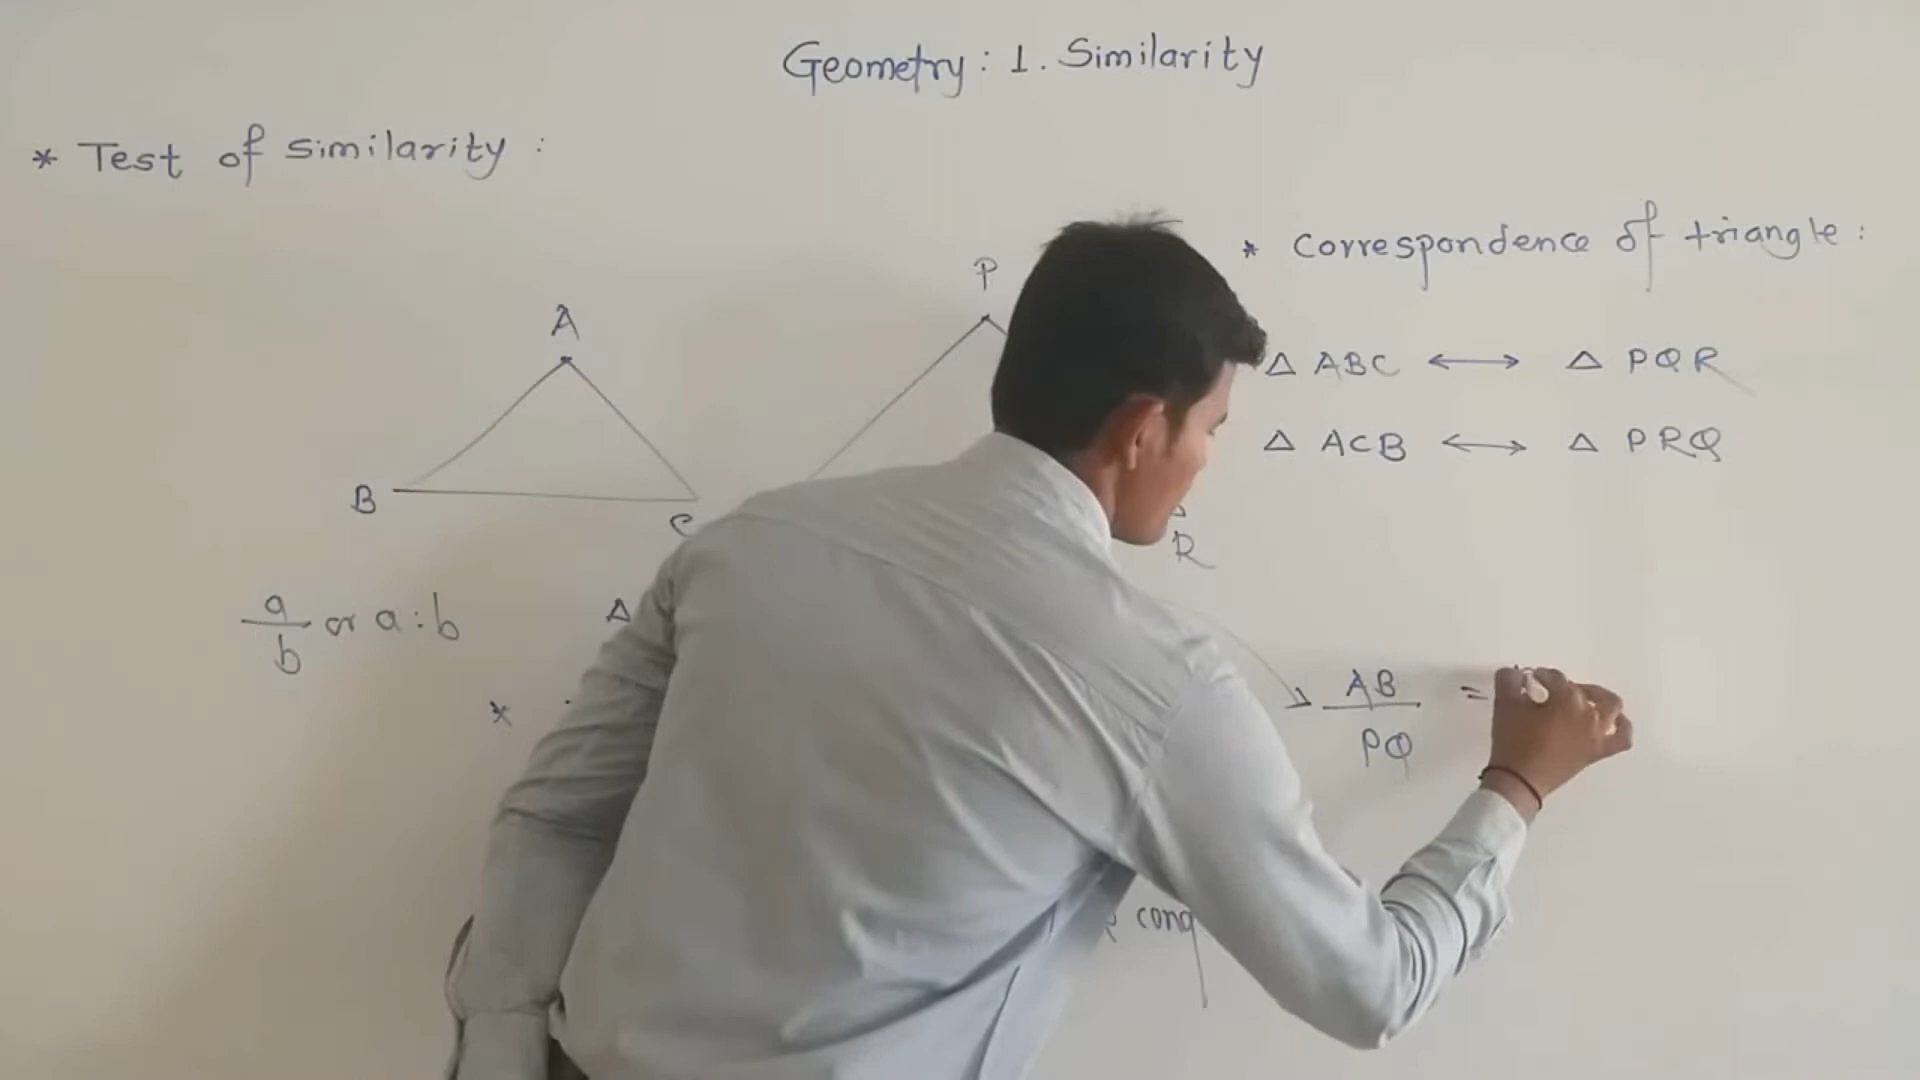 Geometry: 1. Similarity
* Test of similarity :
* Correspondence of triangle :
P
A
△ ABC ⟷ △ PQR
△ ACB ⟷ △ PRQ
B
C
R
a/b or a : b
△
*
AB/PQ =
cong